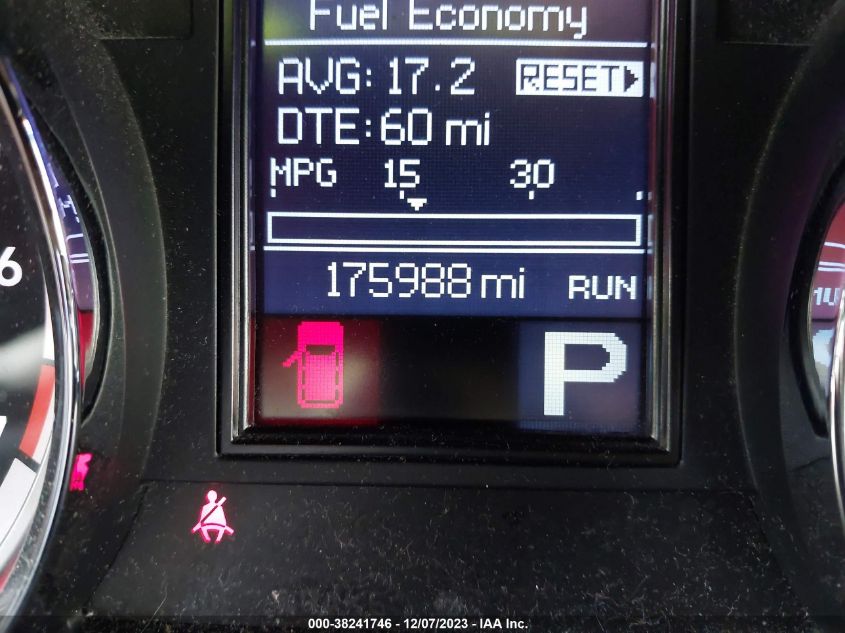 Fuel Economy
AVG: 17.2 RESET
DTE: 60 mi
MPG 15 30
175988 mi RUN
P
6
000-38241746 - 12/07/2023 - IAA Inc.